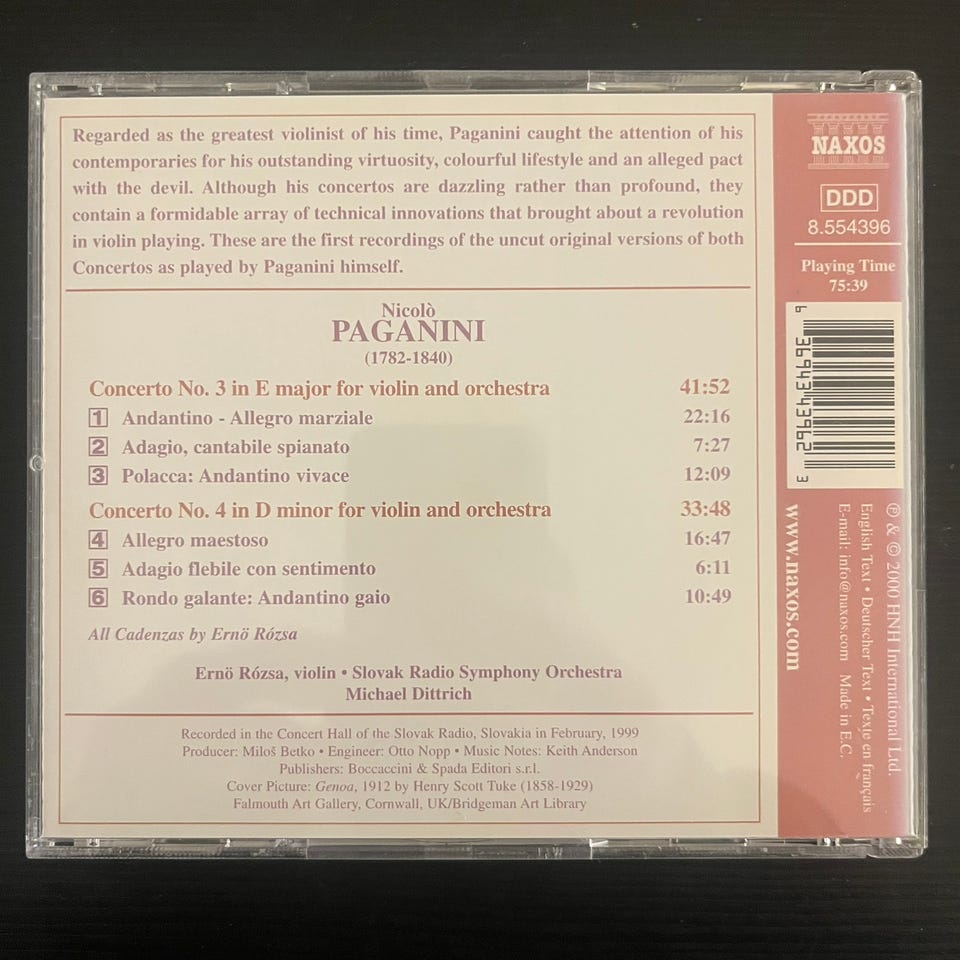 Regarded as the greatest violinist of his time, Paganini caught the attention of his
contemporaries for his outstanding virtuosity, colourful lifestyle and an alleged pact
with the devil. Although his concertos are dazzling rather than profound, they
contain a formidable array of technical innovations that brought about a revolution
in violin playing. These are the first recordings of the uncut original versions of both
Concertos as played by Paganini himself.
Nicolò
PAGANINI
(1782-1840)
Concerto No. 3 in E major for violin and orchestra 41:52
1 Andantino - Allegro marziale 22:16
2 Adagio, cantabile spianato 7:27
3 Polacca: Andantino vivace 12:09
Concerto No. 4 in D minor for violin and orchestra 33:48
4 Allegro maestoso 16:47
5 Adagio flebile con sentimento 6:11
6 Rondo galante: Andantino gaio 10:49
All Cadenzas by Ernö Rózsa
Ernö Rózsa, violin • Slovak Radio Symphony Orchestra
Michael Dittrich
Recorded in the Concert Hall of the Slovak Radio, Slovakia in February, 1999
Producer: Miloš Betko • Engineer: Otto Nopp • Music Notes: Keith Anderson
Publishers: Boccaccini & Spada Editori s.r.l.
Cover Picture: Genoa, 1912 by Henry Scott Tuke (1858-1929)
Falmouth Art Gallery, Cornwall, UK/Bridgeman Art Library
NAXOS
DDD
8.554396
Playing Time
75:39
9 636943 439623
℗ & © 2000 HNH International Ltd.
English Text • Deutscher Text • Texte en français
E-mail: info@naxos.com Made in E.C.
www.naxos.com